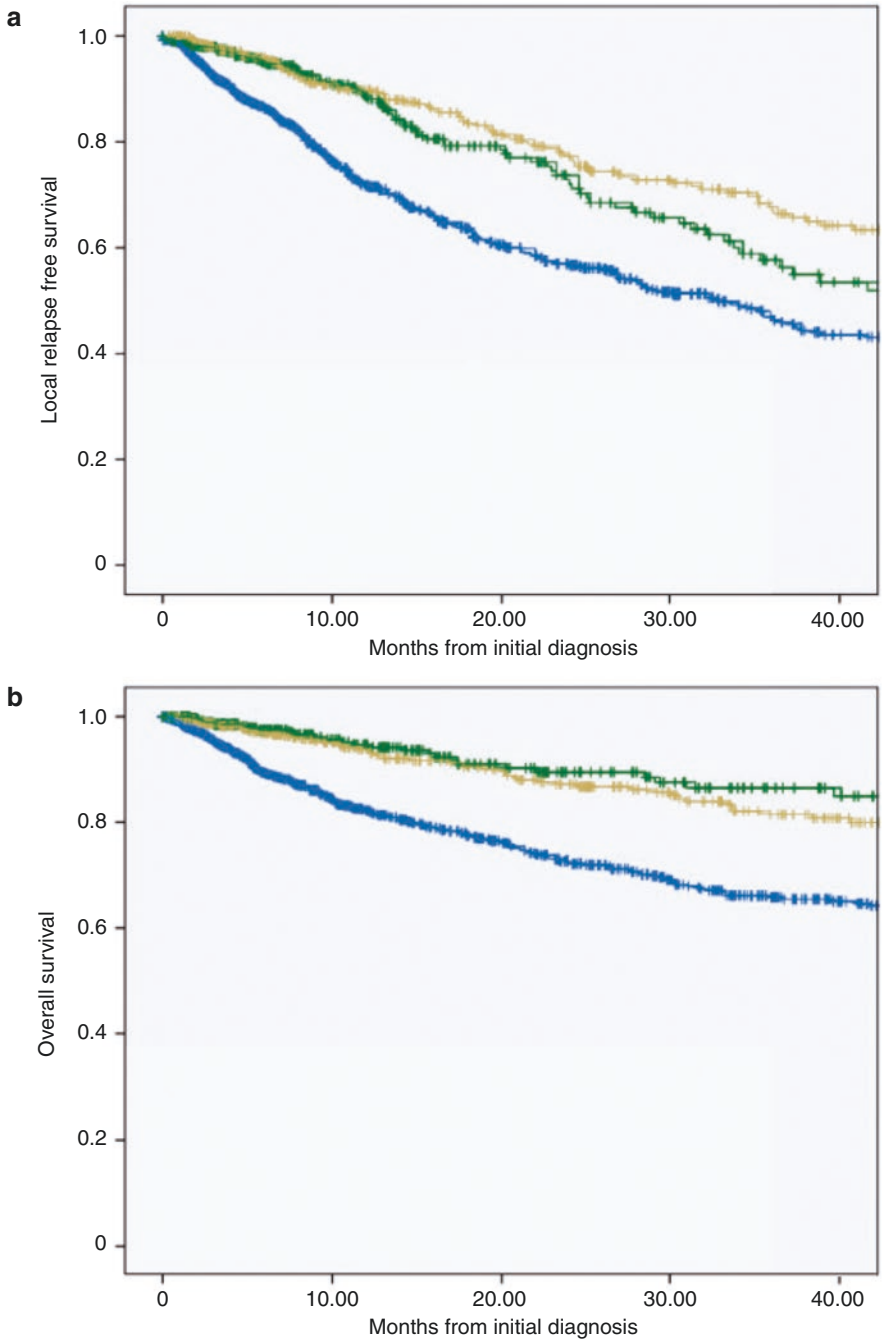 a
Local relapse free survival
1.0
0.8
0.6
0.4
0.2
0
0 10.00 20.00 30.00 40.00
Months from initial diagnosis
b
Overall survival
1.0
0.8
0.6
0.4
0.2
0
0 10.00 20.00 30.00 40.00
Months from initial diagnosis